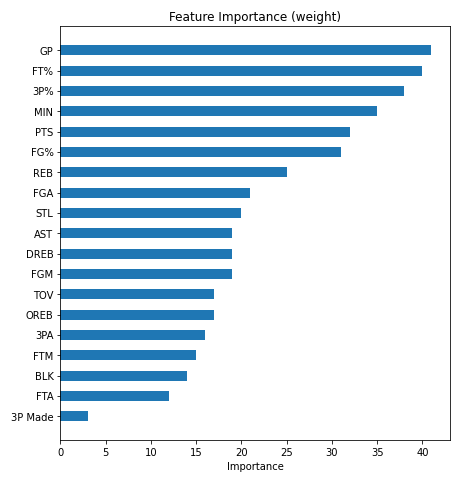 Feature Importance (weight)
GP
FT%
3P%
MIN
PTS
FG%
REB
FGA
STL
AST
DREB
FGM
TOV
OREB
3PA
FTM
BLK
FTA
3P Made
0 5 10 15 20 25 30 35 40
Importance